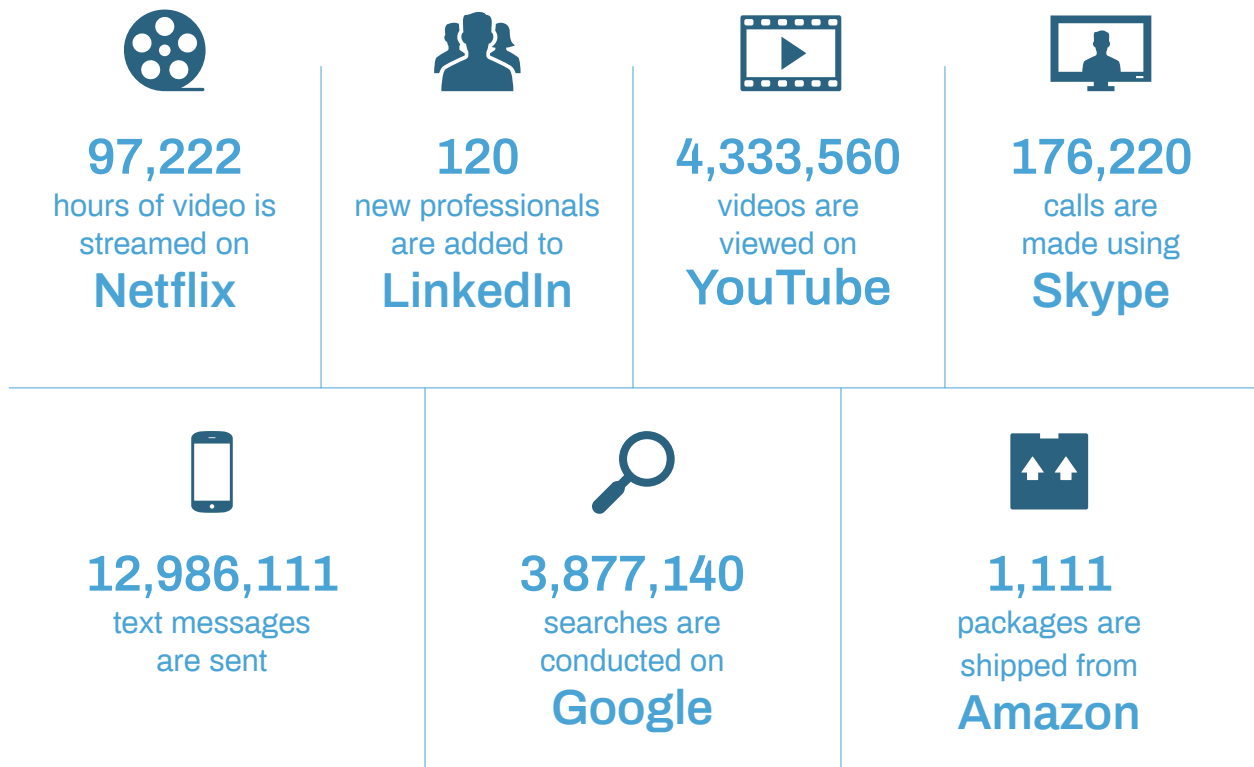 97,222
hours of video is
streamed on
Netflix
120
new professionals
are added to
LinkedIn
4,333,560
videos are
viewed on
YouTube
176,220
calls are
made using
Skype
12,986,111
text messages
are sent
3,877,140
searches are
conducted on
Google
1,111
packages are
shipped from
Amazon